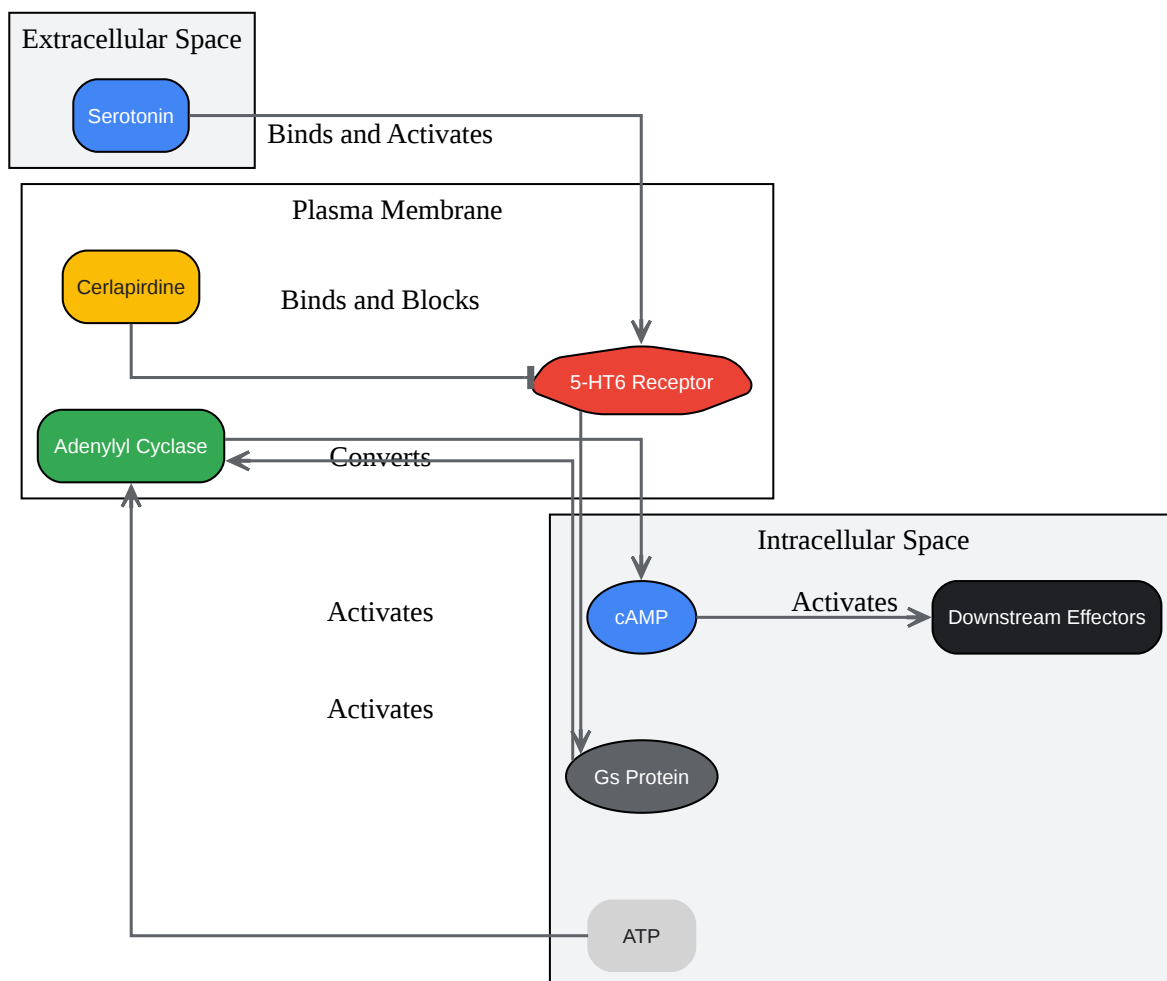 Extracellular Space
Serotonin
Binds and Activates
Plasma Membrane
Cerlapirdine
Binds and Blocks
5-HT6 Receptor
Adenylyl Cyclase
Converts
Intracellular Space
Activates
cAMP
Activates
Downstream Effectors
Activates
Gs Protein
ATP